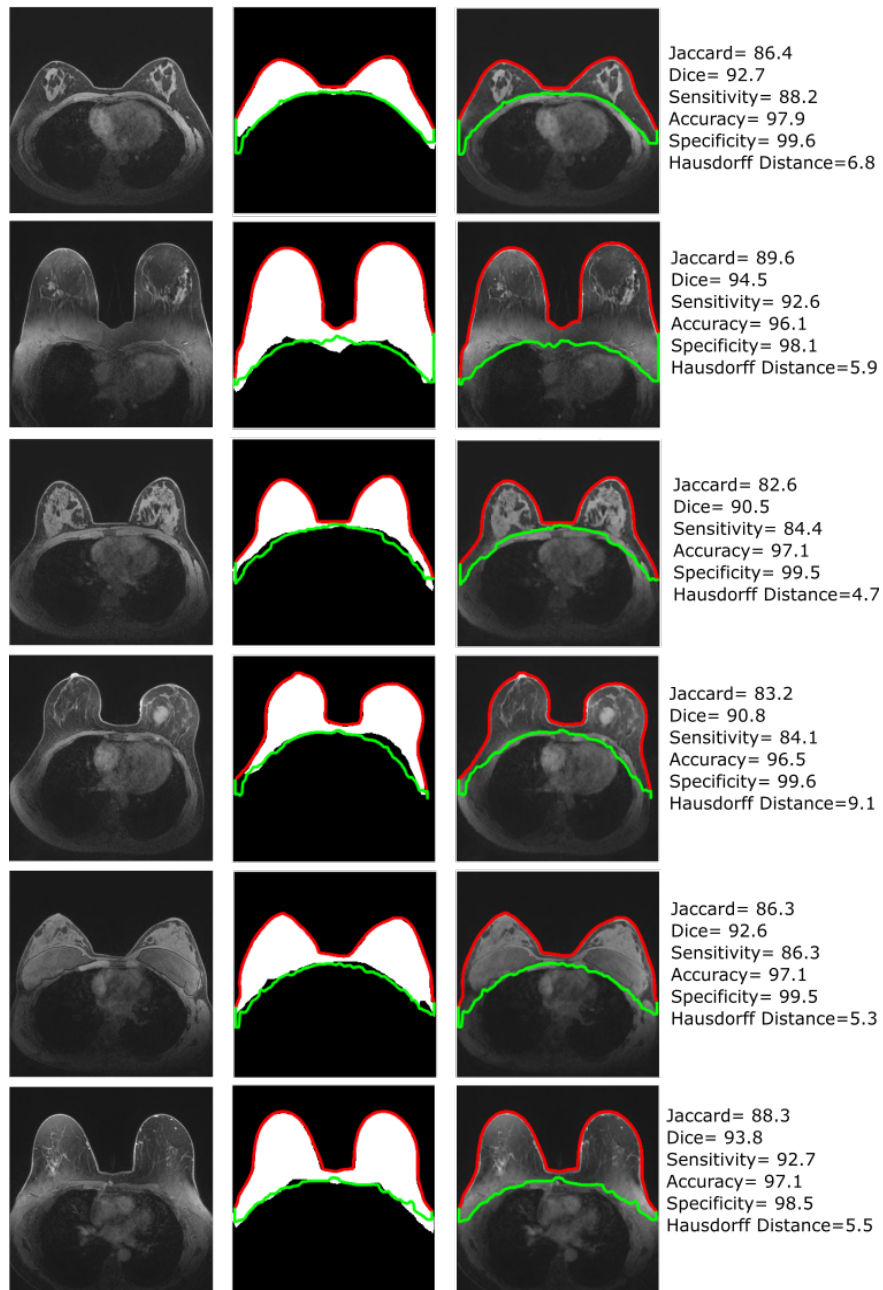 Jaccard= 86.4
Dice= 92.7
Sensitivity= 88.2
Accuracy= 97.9
Specificity= 99.6
Hausdorff Distance=6.8
Jaccard= 89.6
Dice= 94.5
Sensitivity= 92.6
Accuracy= 96.1
Specificity= 98.1
Hausdorff Distance=5.9
Jaccard= 82.6
Dice= 90.5
Sensitivity= 84.4
Accuracy= 97.1
Specificity= 99.5
Hausdorff Distance=4.7
Jaccard= 83.2
Dice= 90.8
Sensitivity= 84.1
Accuracy= 96.5
Specificity= 99.6
Hausdorff Distance=9.1
Jaccard= 86.3
Dice= 92.6
Sensitivity= 86.3
Accuracy= 97.1
Specificity= 99.5
Hausdorff Distance=5.3
Jaccard= 88.3
Dice= 93.8
Sensitivity= 92.7
Accuracy= 97.1
Specificity= 98.5
Hausdorff Distance=5.5